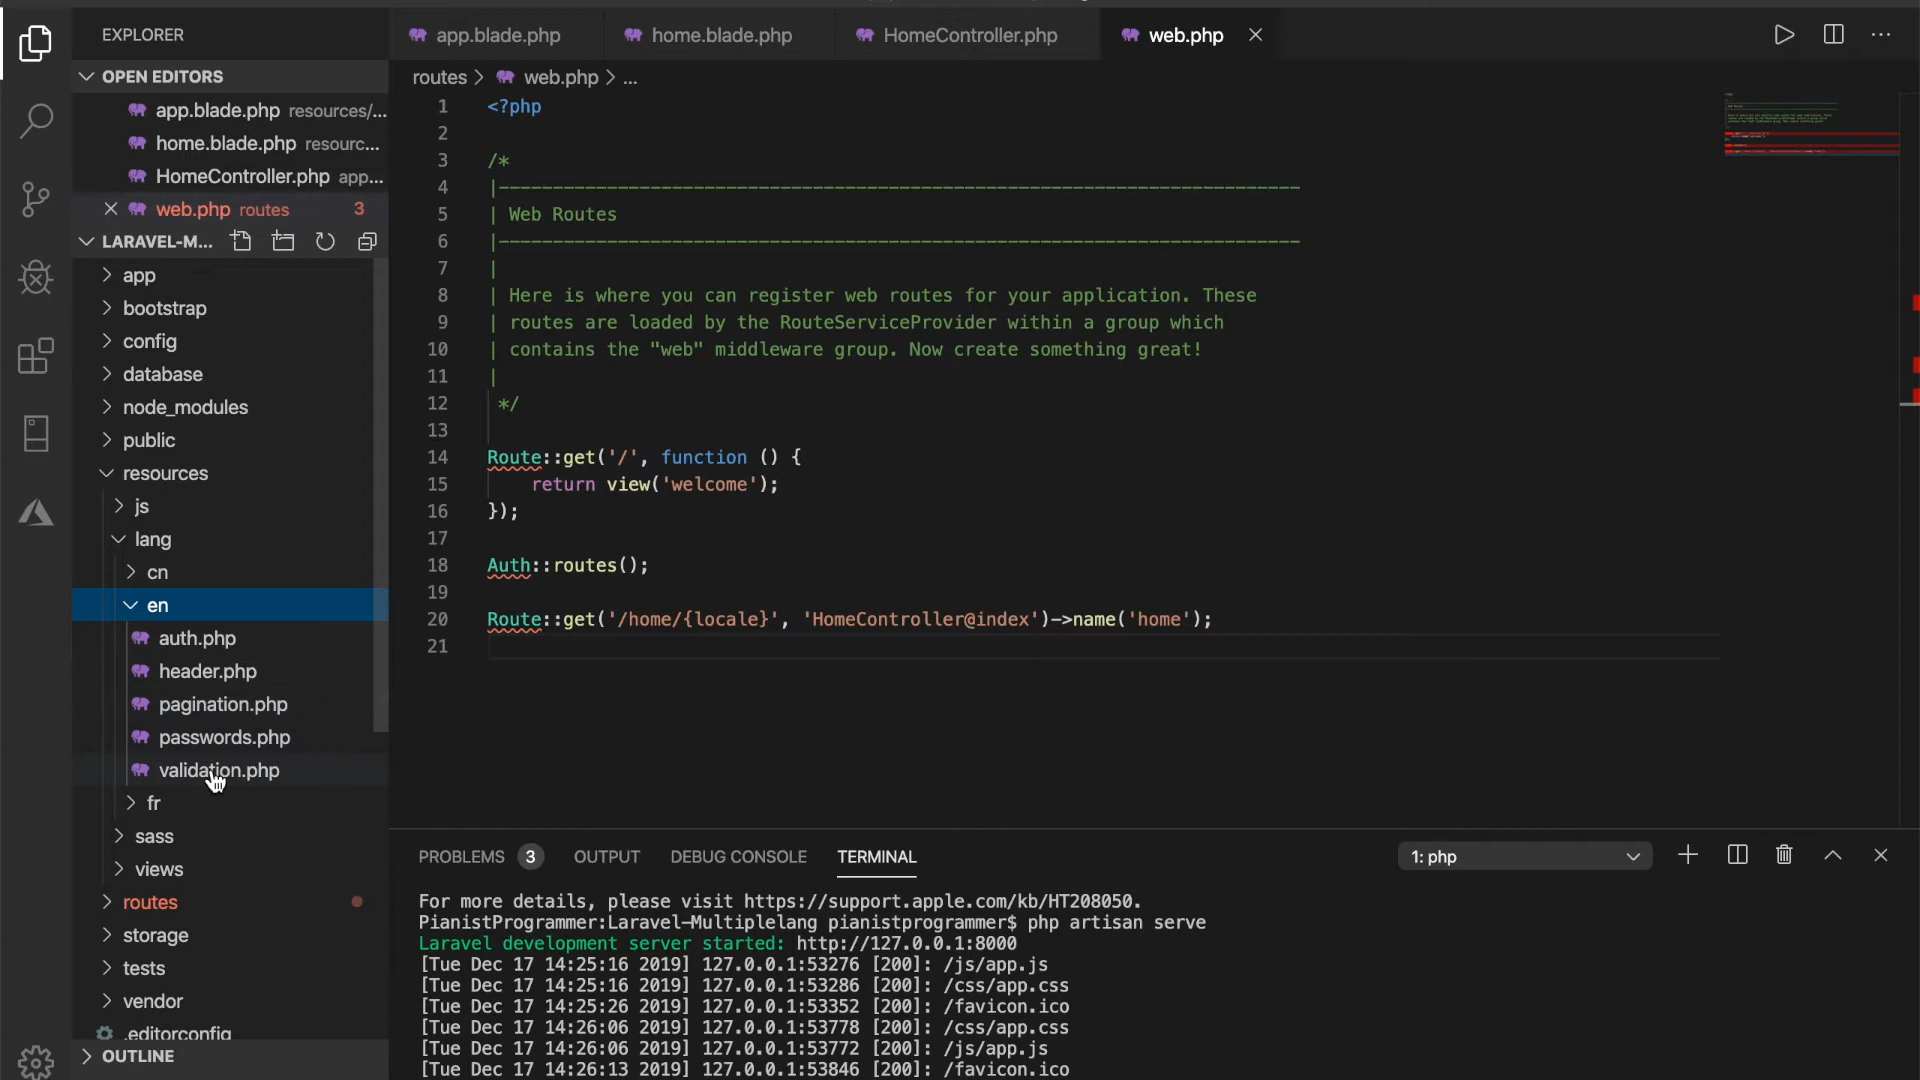 EXPLORER
OPEN EDITORS
app.blade.php resources/...
home.blade.php resourc...
HomeController.php app...
web.php routes 3
LARAVEL-M...
app
bootstrap
config
database
node_modules
public
resources
js
lang
cn
en
auth.php
header.php
pagination.php
passwords.php
validation.php
fr
sass
views
routes
storage
tests
vendor
.editorconfig
OUTLINE
app.blade.php
home.blade.php
HomeController.php
web.php
routes > web.php > ...
1 <?php
2
3 /*
4 |--------------------------------------------------------------------------
5 | Web Routes
6 |--------------------------------------------------------------------------
7 |
8 | Here is where you can register web routes for your application. These
9 | routes are loaded by the RouteServiceProvider within a group which
10 | contains the "web" middleware group. Now create something great!
11 |
12 */
13
14 Route::get('/', function () {
15 return view('welcome');
16 });
17
18 Auth::routes();
19
20 Route::get('/home/{locale}', 'HomeController@index')->name('home');
21
PROBLEMS 3 OUTPUT DEBUG CONSOLE TERMINAL 1: php
For more details, please visit https://support.apple.com/kb/HT208050.
PianistProgrammer:Laravel-Multiplelang pianistprogrammer$ php artisan serve
Laravel development server started: http://127.0.0.1:8000
[Tue Dec 17 14:25:16 2019] 127.0.0.1:53276 [200]: /js/app.js
[Tue Dec 17 14:25:16 2019] 127.0.0.1:53286 [200]: /css/app.css
[Tue Dec 17 14:25:26 2019] 127.0.0.1:53352 [200]: /favicon.ico
[Tue Dec 17 14:26:06 2019] 127.0.0.1:53778 [200]: /css/app.css
[Tue Dec 17 14:26:06 2019] 127.0.0.1:53772 [200]: /js/app.js
[Tue Dec 17 14:26:13 2019] 127.0.0.1:53846 [200]: /favicon.ico